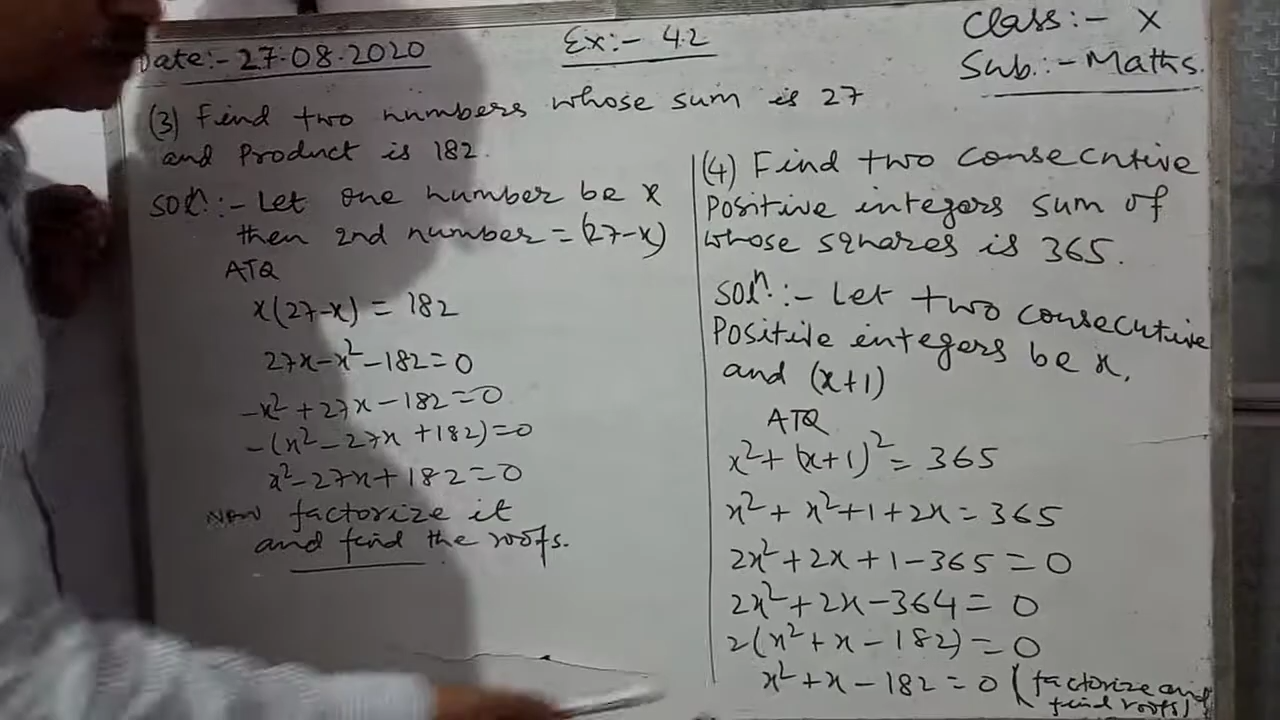 Date:- 27.08.2020
Ex:- 4.2
Class:- X
Sub.:- Maths.
(3) Find two numbers whose sum is 27
and Product is 182.
Soln:- Let one number be x
then 2nd number = (27-x)
ATQ
x(27-x) = 182
27x-x²-182=0
-x²+27x-182=0
-(x²-27x+182)=0
x²-27x+182=0
Now factorize it
and find the roots.
(4) Find two consecutive
Positive integers sum of
whose squares is 365.
Soln:- Let two consecutive
Positive integers be x,
and (x+1)
ATQ
x²+(x+1)²=365
x²+x²+1+2x=365
2x²+2x+1-365=0
2x²+2x-364=0
2(x²+x-182)=0
x²+x-182=0 (factorize and
find roots)